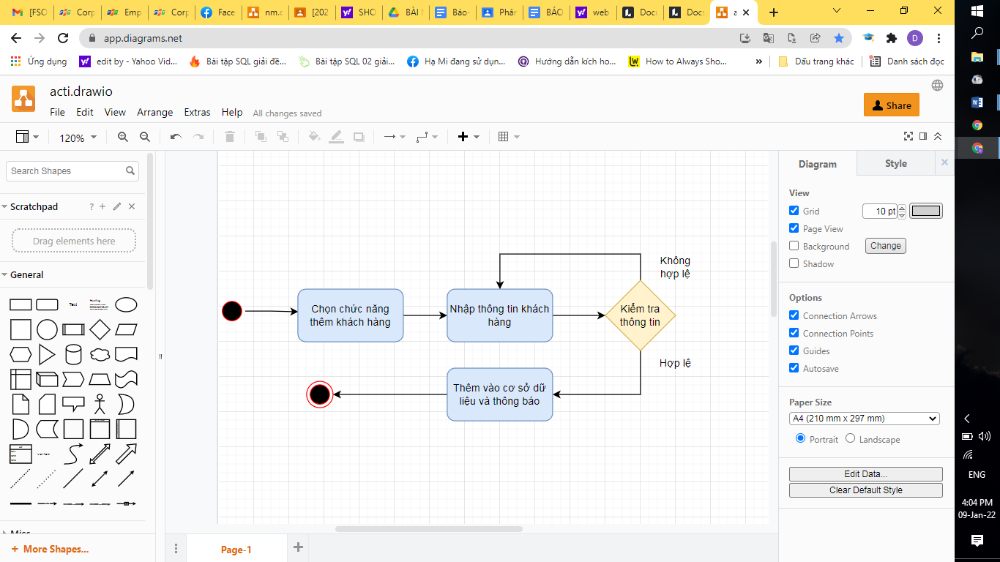 [FSO
Corp
Emp
Corp
Face
nm.c
[202
SHO
BÀI I
Báo-
Phân
BÁO
web
Docu
Docs
a
app.diagrams.net
Ứng dụng
edit by - Yahoo Vid...
Bài tập SQL giải đề...
Bài tập SQL 02 giải...
Hạ Mi đang sử dụn...
Hướng dẫn kích ho...
How to Always Sho...
»
Dấu trang khác
Danh sách đọc
acti.drawio
File Edit View Arrange Extras Help All changes saved
Share
120%
Search Shapes
Scratchpad
?
Drag elements here
General
Text
Heading
List Item
Misc
+ More Shapes...
Chọn chức năng
thêm khách hàng
Nhập thông tin khách
hàng
Kiểm tra
thông tin
Không
hợp lệ
Hợp lệ
Thêm vào cơ sở dữ
liệu và thông báo
Page-1
Diagram
Style
View
Grid
10 pt
Page View
Background
Change
Shadow
Options
Connection Arrows
Connection Points
Guides
Autosave
Paper Size
A4 (210 mm x 297 mm)
Portrait
Landscape
Edit Data...
Clear Default Style
D
ENG
4:04 PM
09-Jan-22